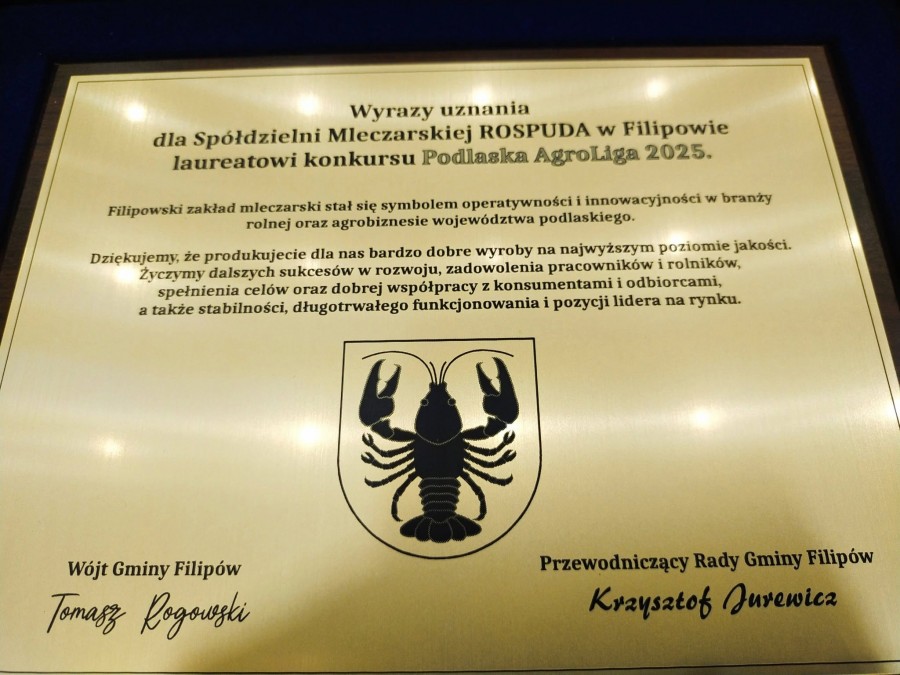 Wyrazy uznania
dla Spółdzielni Mleczarskiej ROSPUDA w Filipowie
laureatowi konkursu Podlaska AgroLiga 2025.
Filipowski zakład mleczarski stał się symbolem operatywności i innowacyjności w branży
rolnej oraz agrobiznesie województwa podlaskiego.
Dziękujemy, że produkujecie dla nas bardzo dobre wyroby na najwyższym poziomie jakości.
Życzymy dalszych sukcesów w rozwoju, zadowolenia pracowników i rolników,
spełnienia celów oraz dobrej współpracy z konsumentami i odbiorcami,
a także stabilności, długotrwałego funkcjonowania i pozycji lidera na rynku.
Wójt Gminy Filipów
Tomasz Rogowski
Przewodniczący Rady Gminy Filipów
Krzysztof Jurewicz